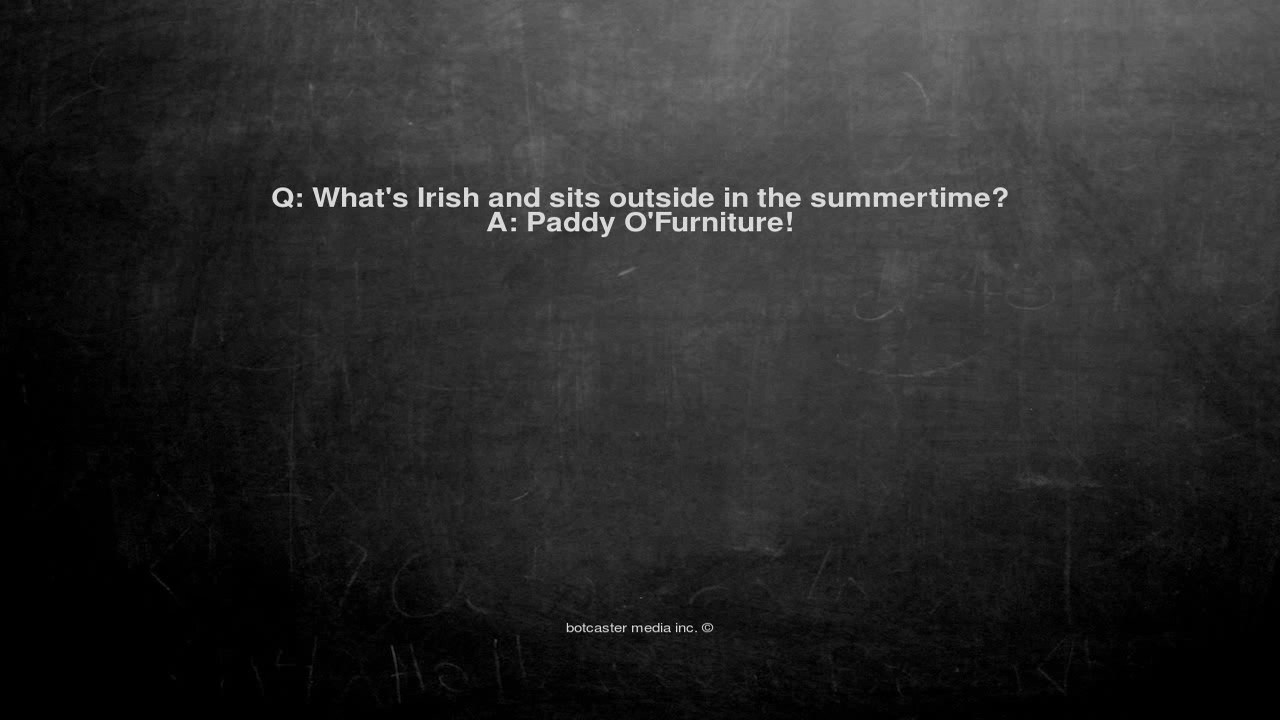 Q: What's Irish and sits outside in the summertime?
A: Paddy O'Furniture!
botcaster media inc. ©